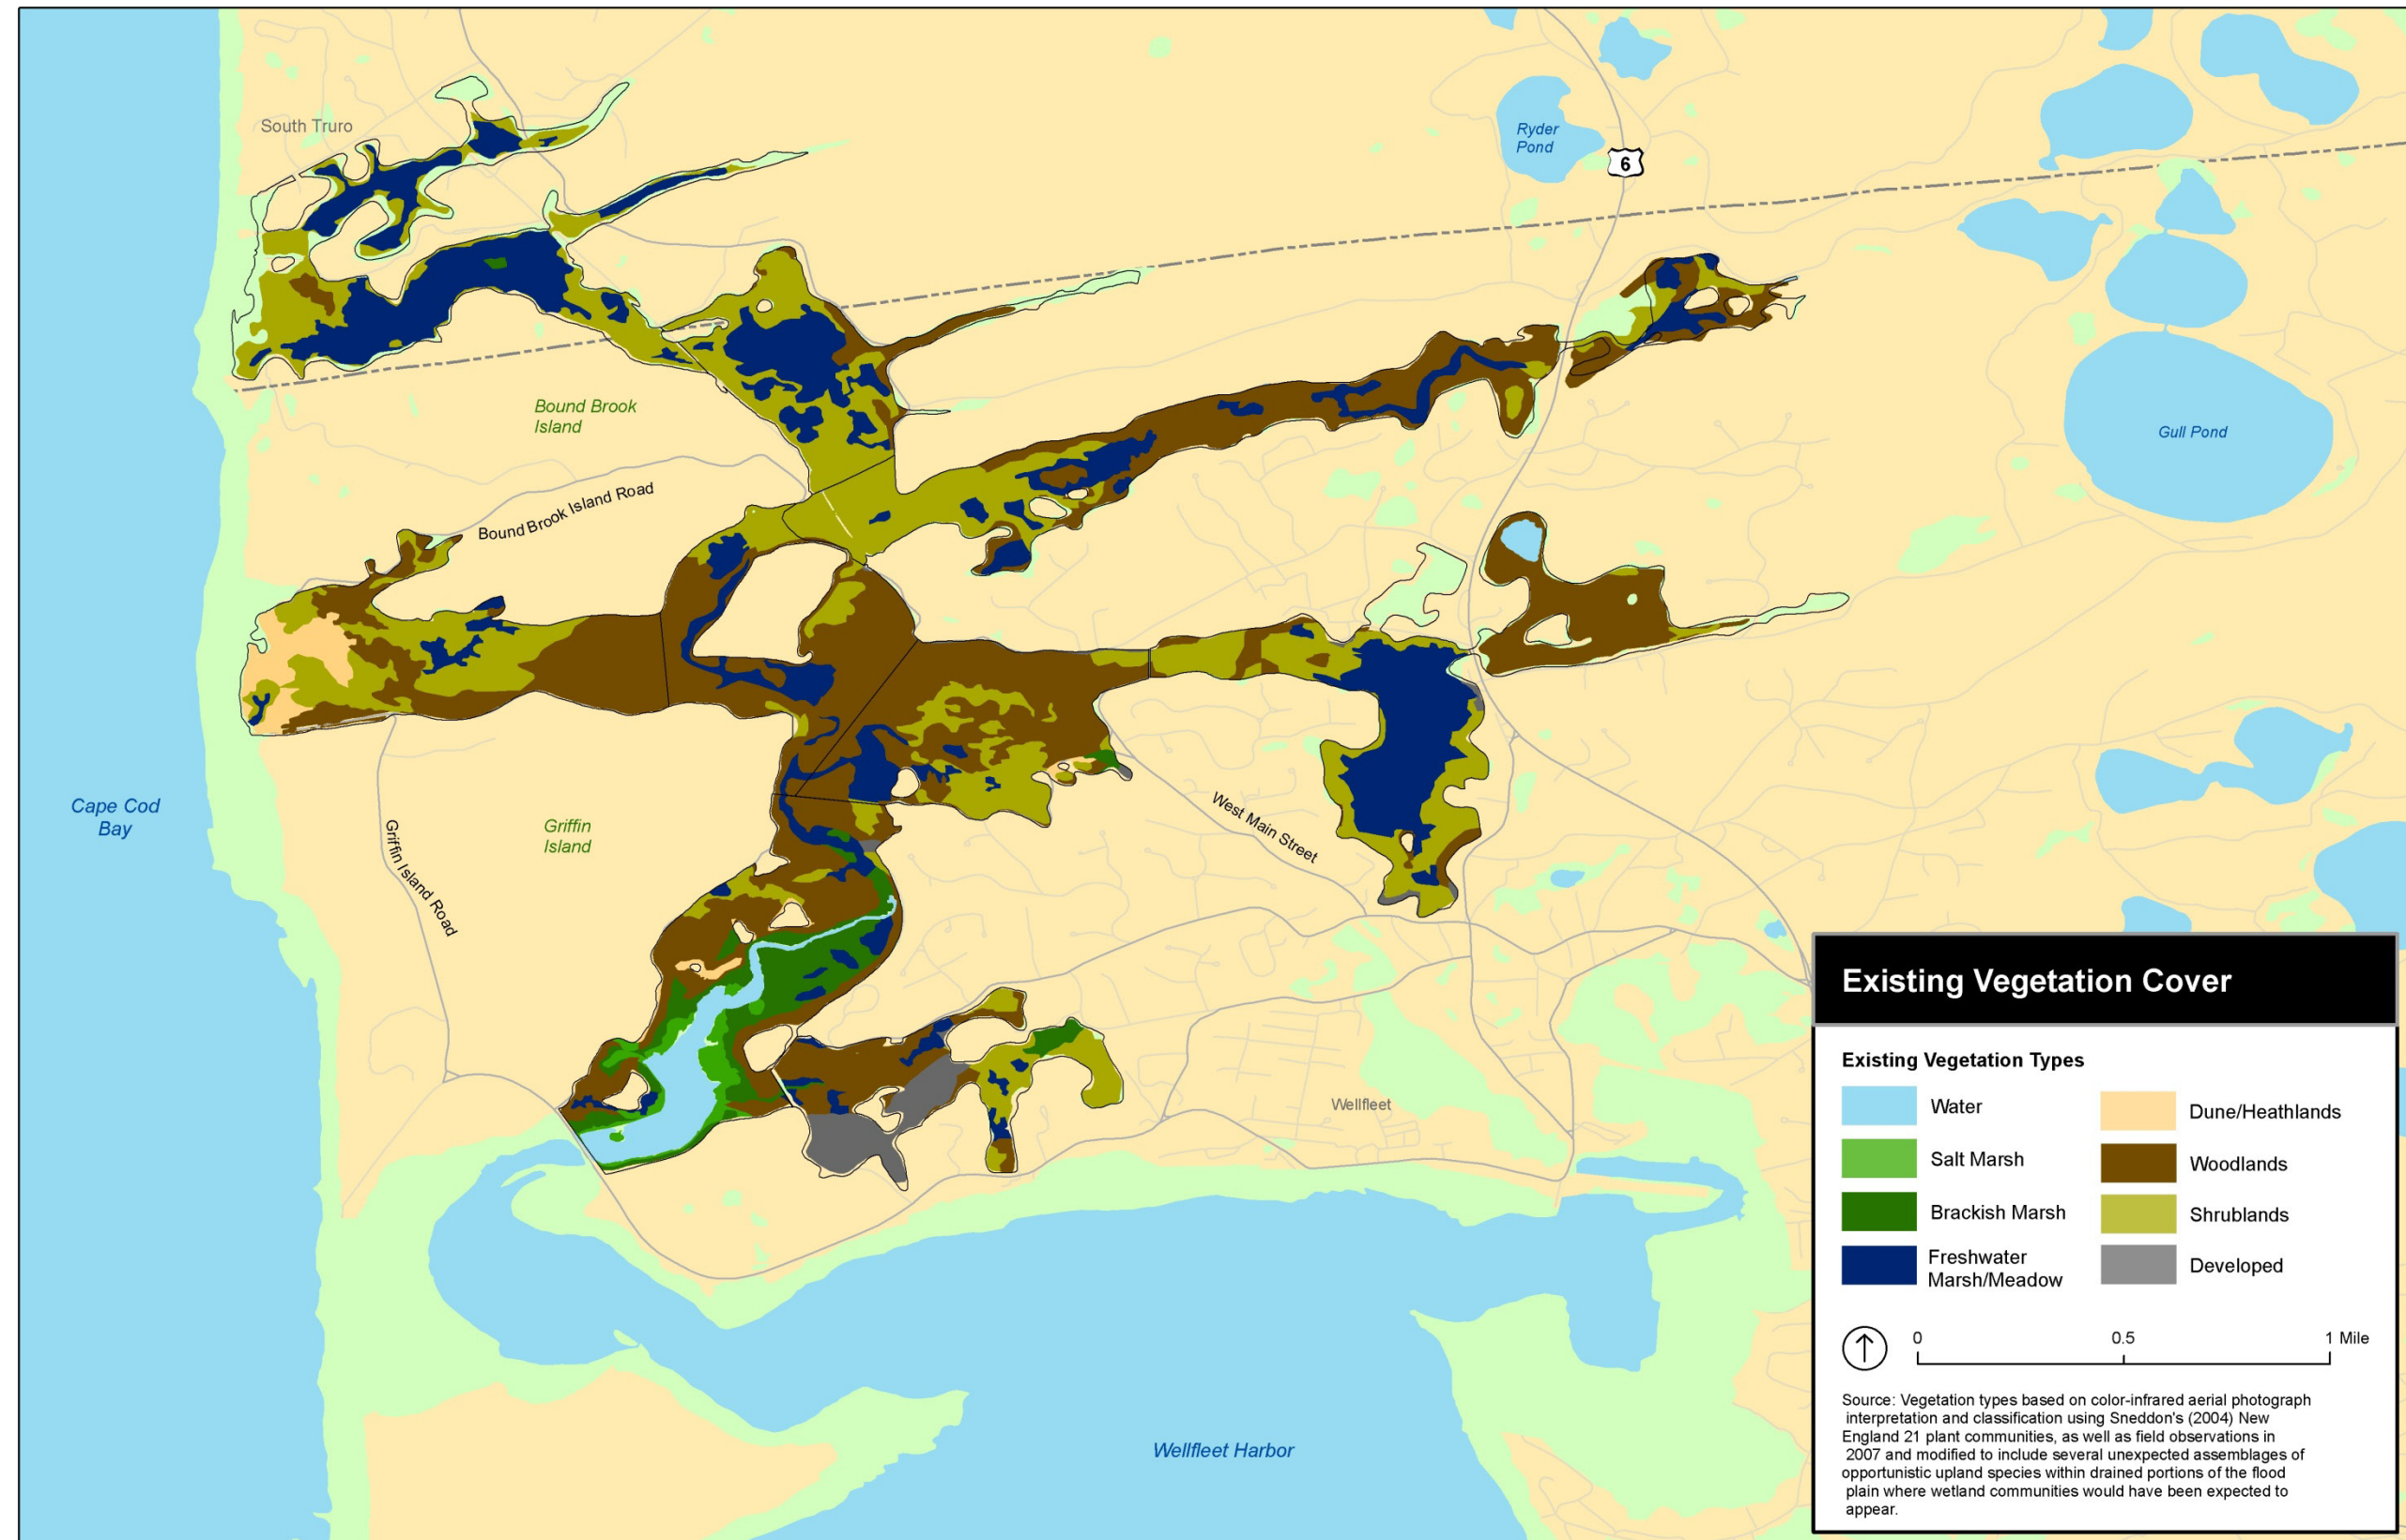 South Truro
Ryder
Pond
6
Bound Brook
Island
Gull Pond
Bound Brook Island Road
Cape Cod
Bay
Griffin
Island
Griffin Island Road
West Main Street
Wellfleet
Wellfleet Harbor
Existing Vegetation Cover
Existing Vegetation Types
Water
Salt Marsh
Brackish Marsh
Freshwater
Marsh/Meadow
Dune/Heathlands
Woodlands
Shrublands
Developed
0 0.5 1 Mile
Source: Vegetation types based on color-infrared aerial photograph
interpretation and classification using Sneddon's (2004) New
England 21 plant communities, as well as field observations in
2007 and modified to include several unexpected assemblages of
opportunistic upland species within drained portions of the flood
plain where wetland communities would have been expected to
appear.